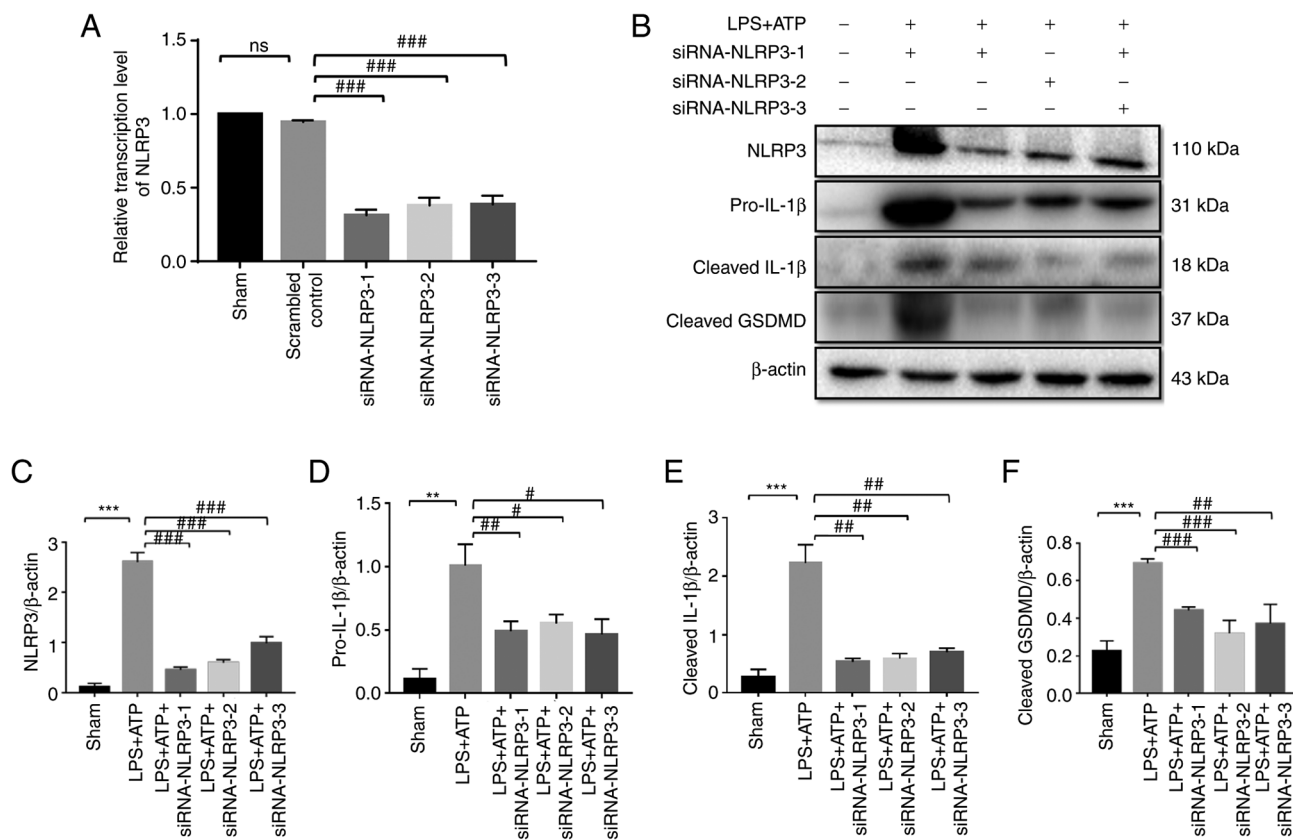 A
Relative transcription level
of NLRP3
1.5
1.0
0.5
0.0
ns
###
###
###
Sham
Scrambled
control
siRNA-NLRP3-1
siRNA-NLRP3-2
siRNA-NLRP3-3
B
LPS+ATP − + + + +
siRNA-NLRP3-1 − + + − +
siRNA-NLRP3-2 − − − + −
siRNA-NLRP3-3 − − − − +
NLRP3 110 kDa
Pro-IL-1β 31 kDa
Cleaved IL-1β 18 kDa
Cleaved GSDMD 37 kDa
β-actin 43 kDa
C
NLRP3/β-actin
3
2
1
0
***
###
###
###
Sham
LPS+ATP
LPS+ATP+
siRNA-NLRP3-1
LPS+ATP+
siRNA-NLRP3-2
LPS+ATP+
siRNA-NLRP3-3
D
Pro-IL-1β/β-actin
1.5
1.0
0.5
0.0
**
#
#
##
Sham
LPS+ATP
LPS+ATP+
siRNA-NLRP3-1
LPS+ATP+
siRNA-NLRP3-2
LPS+ATP+
siRNA-NLRP3-3
E
Cleaved IL-1β/β-actin
3
2
1
0
***
##
##
##
Sham
LPS+ATP
LPS+ATP+
siRNA-NLRP3-1
LPS+ATP+
siRNA-NLRP3-2
LPS+ATP+
siRNA-NLRP3-3
F
Cleaved GSDMD/β-actin
0.8
0.6
0.4
0.2
0.0
***
##
###
###
Sham
LPS+ATP
LPS+ATP+
siRNA-NLRP3-1
LPS+ATP+
siRNA-NLRP3-2
LPS+ATP+
siRNA-NLRP3-3